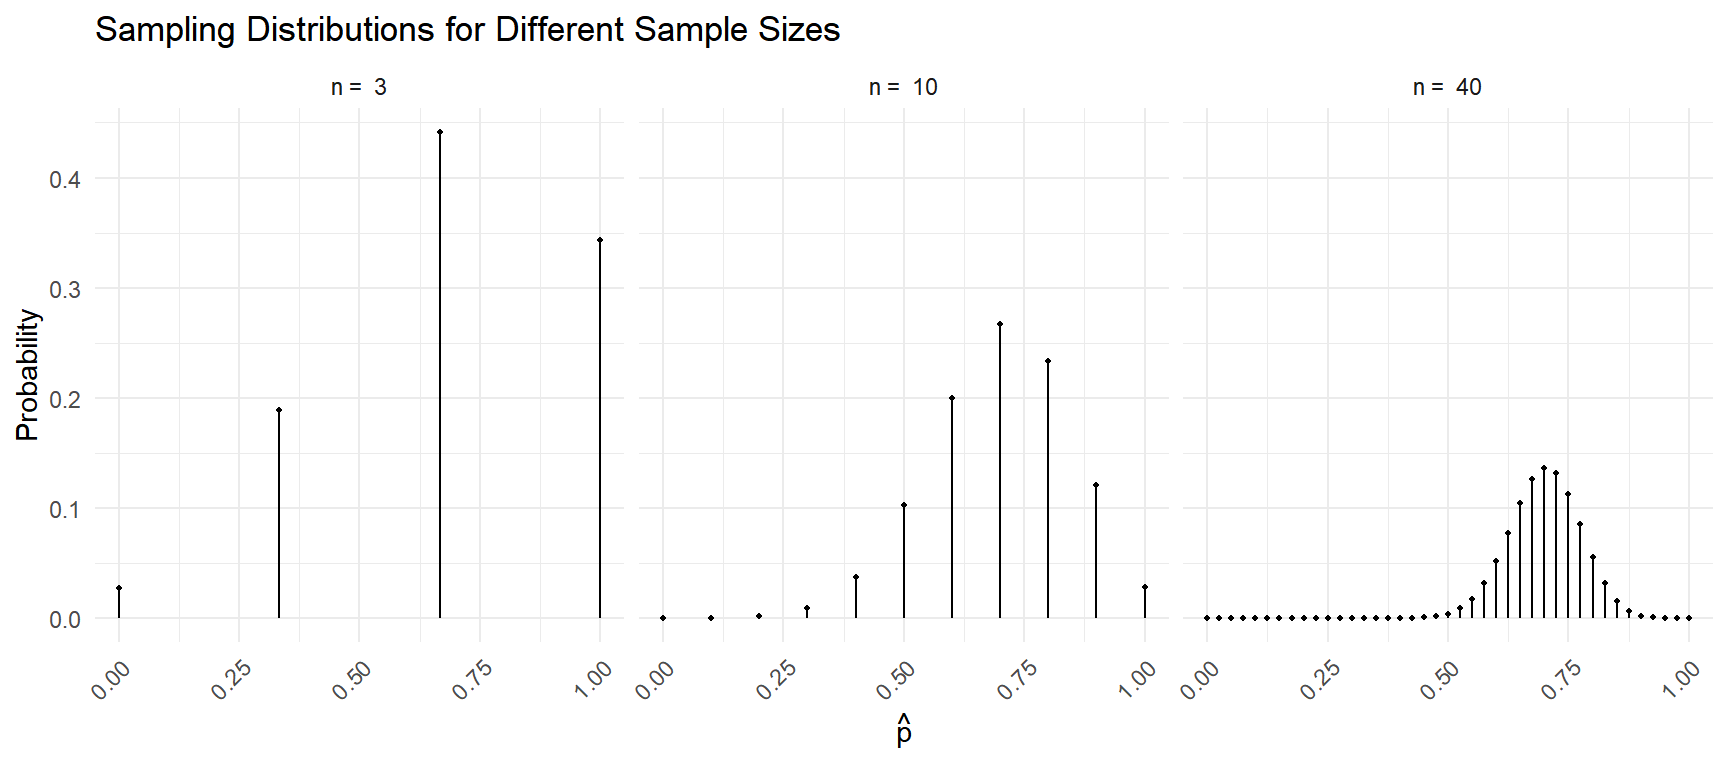 Sampling Distributions for Different Sample Sizes
n =  3
n =  10
n =  40
Probability
0.4
0.3
0.2
0.1
0.0
0.00 0.25 0.50 0.75 1.00
0.00 0.25 0.50 0.75 1.00
0.00 0.25 0.50 0.75 1.00
p̂